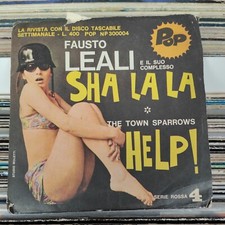 LA RIVISTA CON IL DISCO TASCABILE
SETTIMANALE - L. 400 POP N° 300004
POP
FAUSTO
LEALI
E IL SUO
COMPLESSO
SHA LA LA
THE TOWN SPARROWS
HELP!
SERIE ROSSA 4